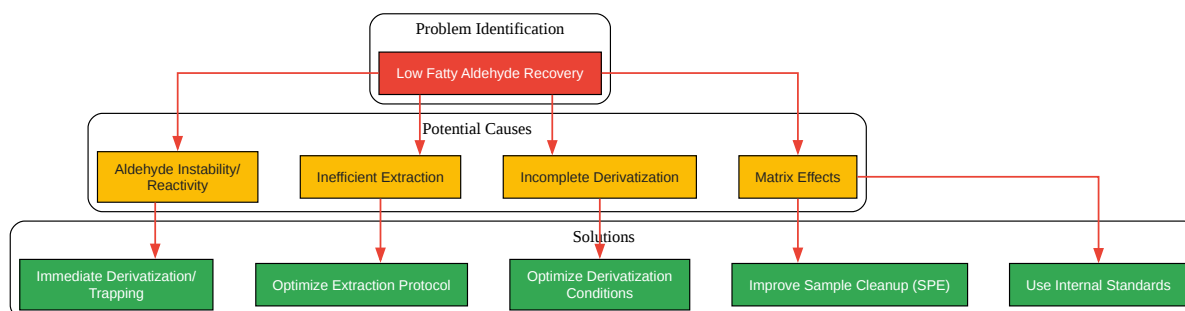 Problem Identification
Low Fatty Aldehyde Recovery
Potential Causes
Aldehyde Instability/
Reactivity
Inefficient Extraction
Incomplete Derivatization
Matrix Effects
Solutions
Immediate Derivatization/
Trapping
Optimize Extraction Protocol
Optimize Derivatization
Conditions
Improve Sample Cleanup (SPE)
Use Internal Standards